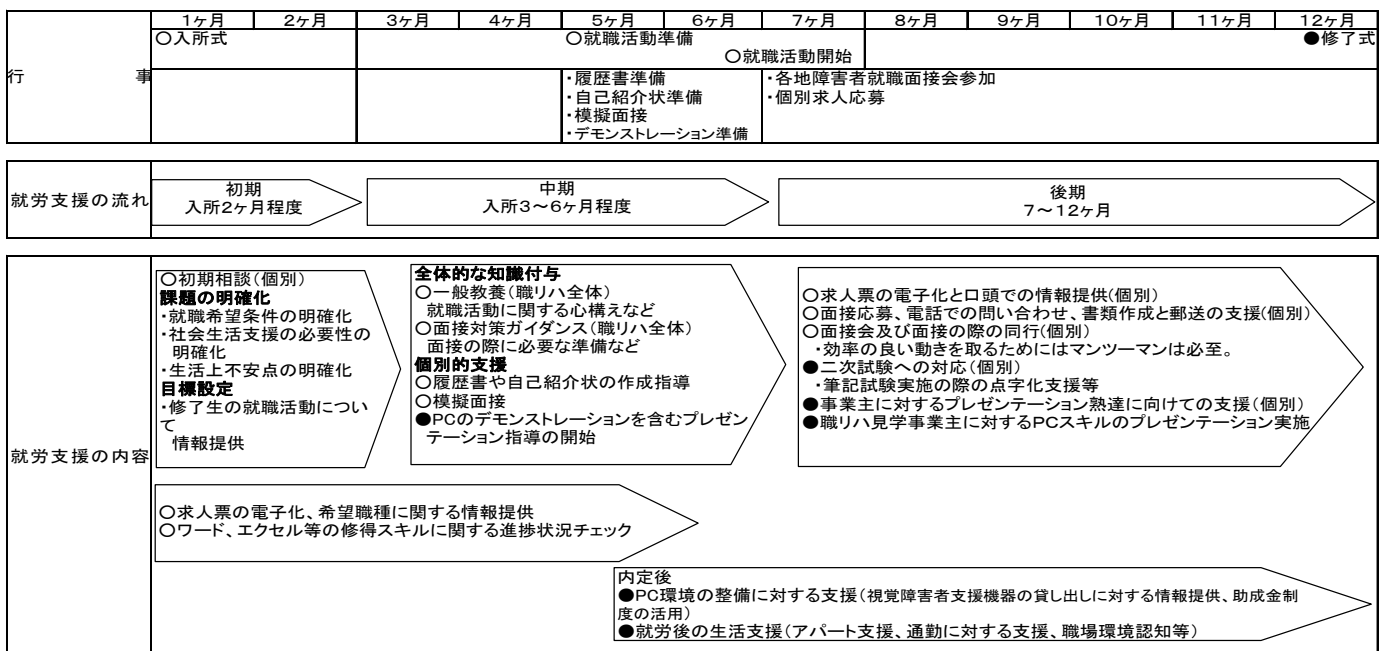 1ヶ月 2ヶ月 3ヶ月 4ヶ月 5ヶ月 6ヶ月 7ヶ月 8ヶ月 9ヶ月 10ヶ月 11ヶ月 12ヶ月
行 事
○入所式 ○就職活動準備 ●修了式
○就職活動開始
・履歴書準備
・自己紹介状準備
・模擬面接
・デモンストレーション準備
・各地障害者就職面接会参加
・個別求人応募
就労支援の流れ
初期
入所2ヶ月程度
中期
入所3～6ヶ月程度
後期
7～12ヶ月
就労支援の内容
○初期相談(個別)
課題の明確化
・就職希望条件の明確化
・社会生活支援の必要性の
明確化
・生活上不安点の明確化
目標設定
・修了生の就職活動につい
て
情報提供
全体的な知識付与
○一般教養(職リハ全体)
就職活動に関する心構えなど
○面接対策ガイダンス(職リハ全体)
面接の際に必要な準備など
個別的支援
○履歴書や自己紹介状の作成指導
○模擬面接
●PCのデモンストレーションを含むプレゼン
テーション指導の開始
○求人票の電子化と口頭での情報提供(個別)
○面接応募、電話での問い合わせ、書類作成と郵送の支援(個別)
○面接会及び面接の際の同行(個別)
・効率の良い動きを取るためにはマンツーマンは必至。
●二次試験への対応(個別)
・筆記試験実施の際の点字化支援等
●事業主に対するプレゼンテーション熟達に向けての支援(個別)
●職リハ見学事業主に対するPCスキルのプレゼンテーション実施
○求人票の電子化、希望職種に関する情報提供
○ワード、エクセル等の修得スキルに関する進捗状況チェック
内定後
●PC環境の整備に対する支援(視覚障害者支援機器の貸し出しに対する情報提供、助成金制
度の活用)
●就労後の生活支援(アパート支援、通勤に対する支援、職場環境認知等)